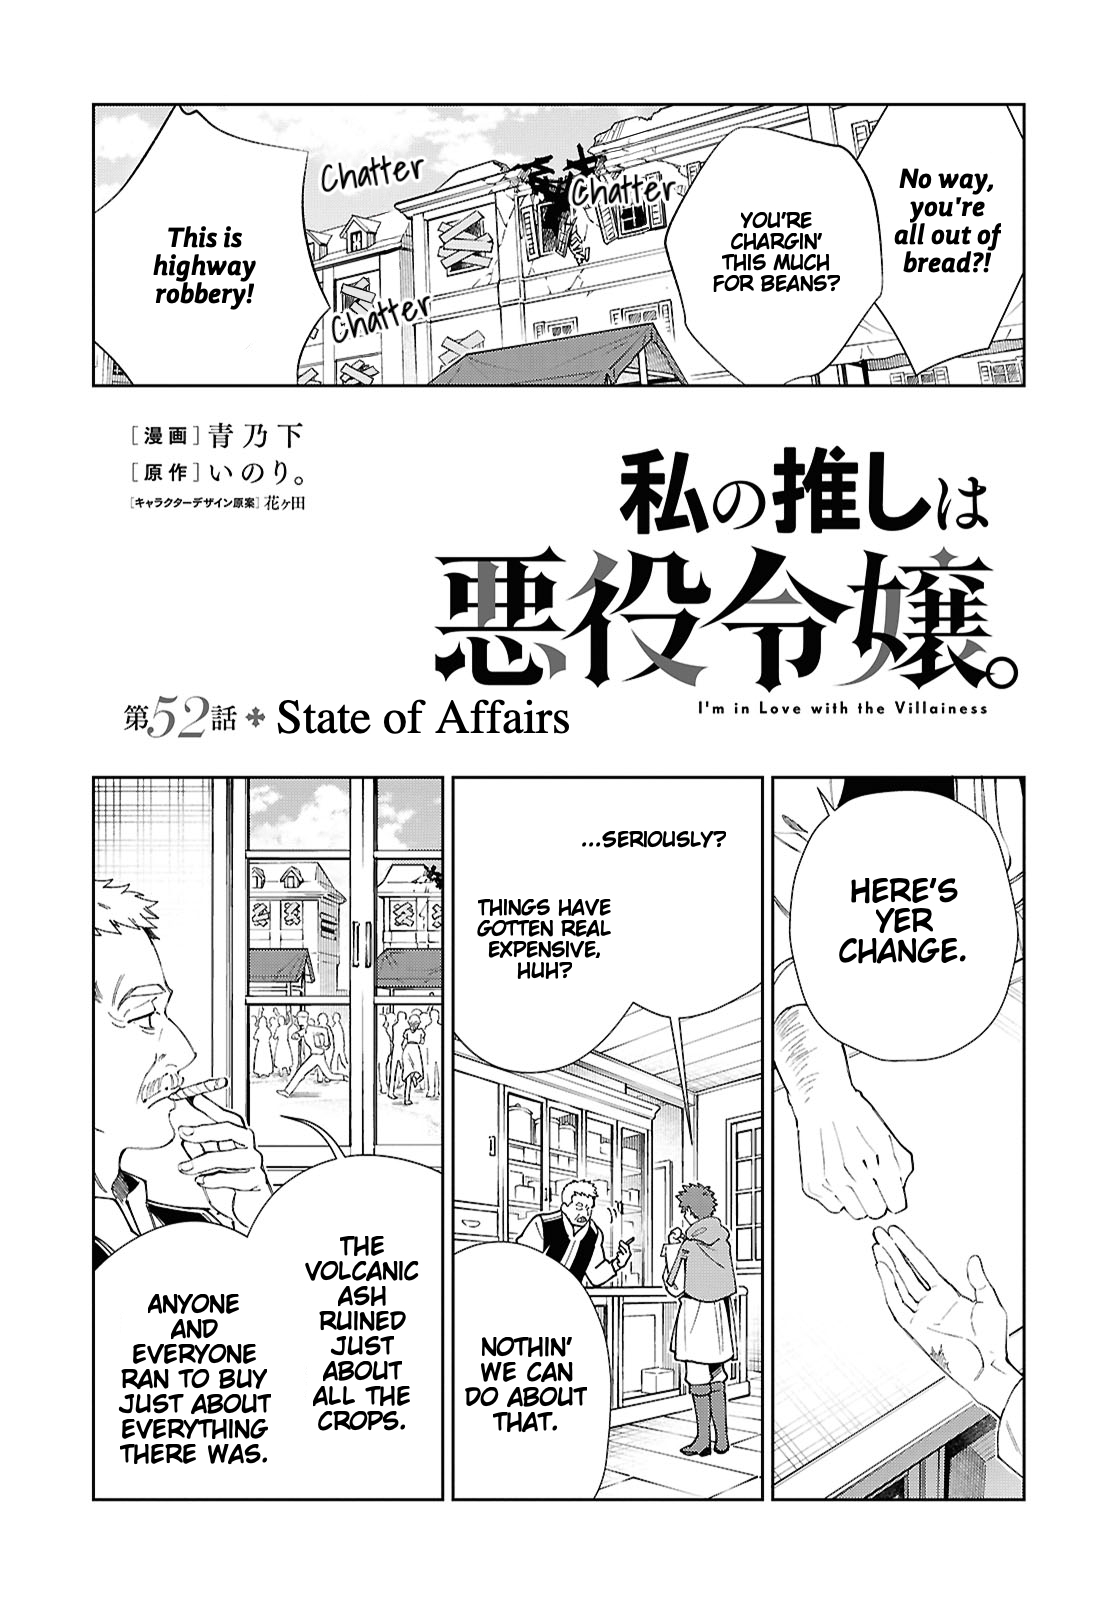 No way,
you're
all out of
bread?!
YOU'RE
CHARGIN'
THIS MUCH
FOR BEANS?
Chatter
Chatter
Chatter
This is
highway
robbery!
[漫画] 青乃下
[原作] いのり。
[キャラクターデザイン原案] 花ヶ田
私の推しは
悪役令嬢。
I'm in Love with the Villainess
第52話 State of Affairs
HERE'S
YER
CHANGE.
...SERIOUSLY?
THINGS HAVE
GOTTEN REAL
EXPENSIVE,
HUH?
NOTHIN'
WE CAN
DO ABOUT
THAT.
THE
VOLCANIC
ASH
RUINED
JUST
ABOUT
ALL THE
CROPS.
ANYONE
AND
EVERYONE
RAN TO BUY
JUST ABOUT
EVERYTHING
THERE WAS.